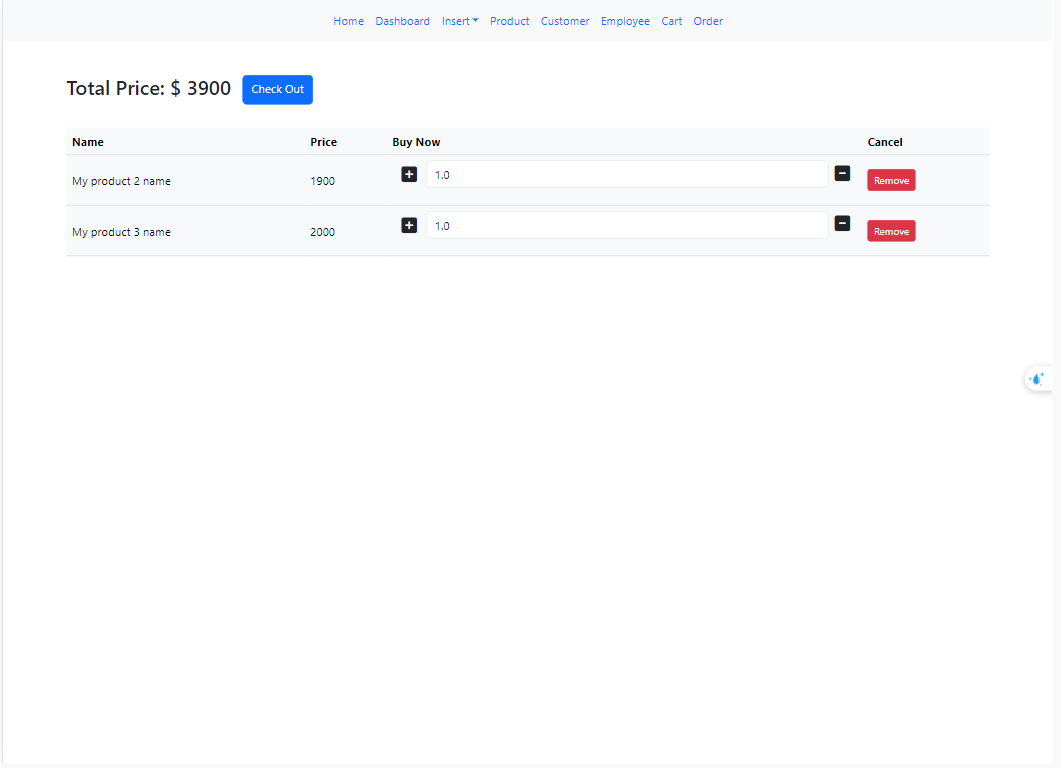 Home Dashboard Insert Product Customer Employee Cart Order
Total Price: $ 3900 Check Out
Name Price Buy Now Cancel
My product 2 name 1900 + 1.0 - Remove
My product 3 name 2000 + 1.0 - Remove